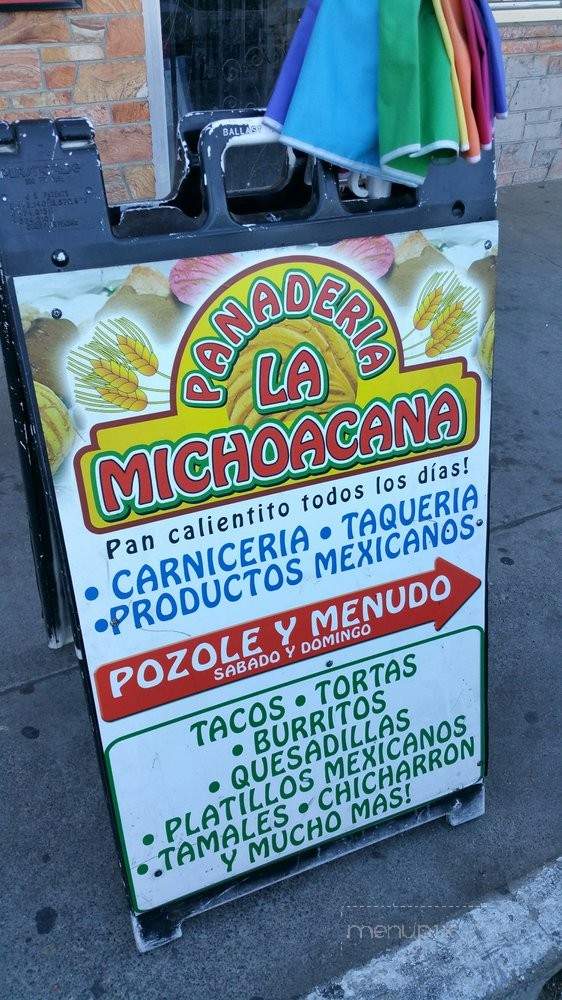 BALLAST
PANADERIA
LA
MICHOACANA
Pan calientito todos los días!
• CARNICERIA • TAQUERIA
•PRODUCTOS MEXICANOS
POZOLE Y MENUDO
SABADO Y DOMINGO
TACOS • TORTAS
• BURRITOS
• QUESADILLAS
• PLATILLOS MEXICANOS
• TAMALES • CHICHARRON
Y MUCHO MAS!